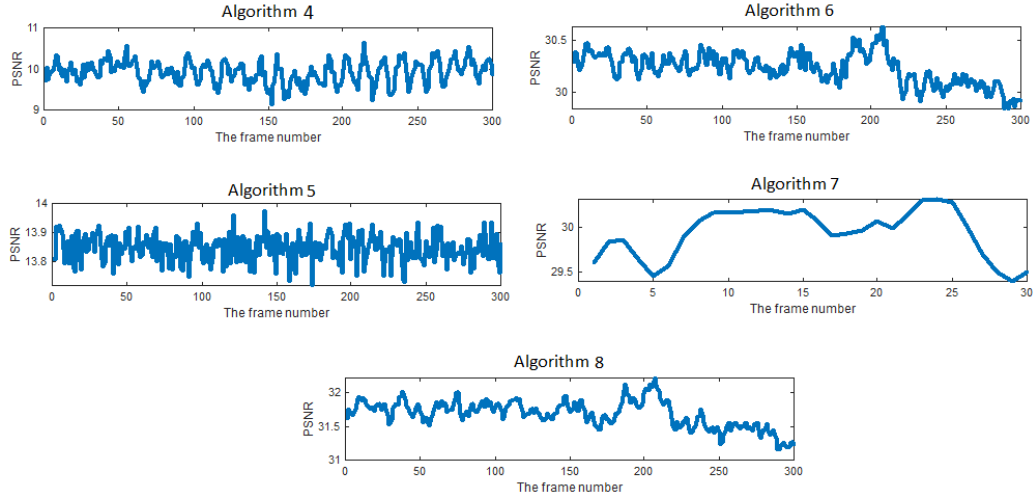 Algorithm 4
11
10
9
PSNR
0 50 100 150 200 250 300
The frame number
Algorithm 6
30.5
30
PSNR
0 50 100 150 200 250 300
The frame number
Algorithm 5
14
13.9
13.8
PSNR
0 50 100 150 200 250 300
The frame number
Algorithm 7
30
29.5
PSNR
0 5 10 15 20 25 30
The frame number
Algorithm 8
32
31.5
31
PSNR
0 50 100 150 200 250 300
The frame number